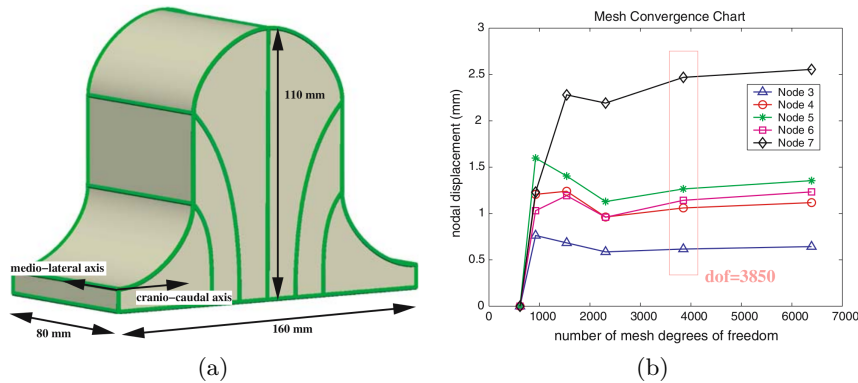 110 mm
medio-lateral axis
cranio-caudal axis
80 mm
160 mm
(a)
Mesh Convergence Chart
nodal displacement (mm)
3
2.5
2
1.5
1
0.5
0
Node 3
Node 4
Node 5
Node 6
Node 7
dof=3850
1000 2000 3000 4000 5000 6000 7000
number of mesh degrees of freedom
(b)